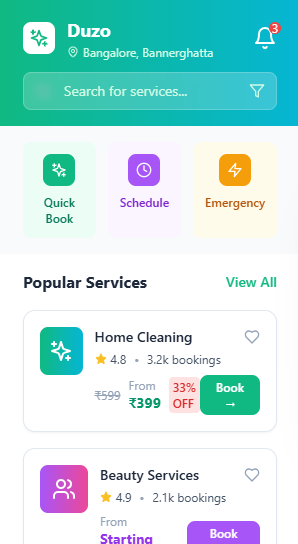 Duzo
3
Bangalore, Bannerghatta
Search for services...
Quick
Book
Schedule
Emergency
Popular Services
View All
Home Cleaning
4.8 • 3.2k bookings
₹599
From
₹399
33%
OFF
Book
→
Beauty Services
4.9 • 2.1k bookings
From
Starting
Book